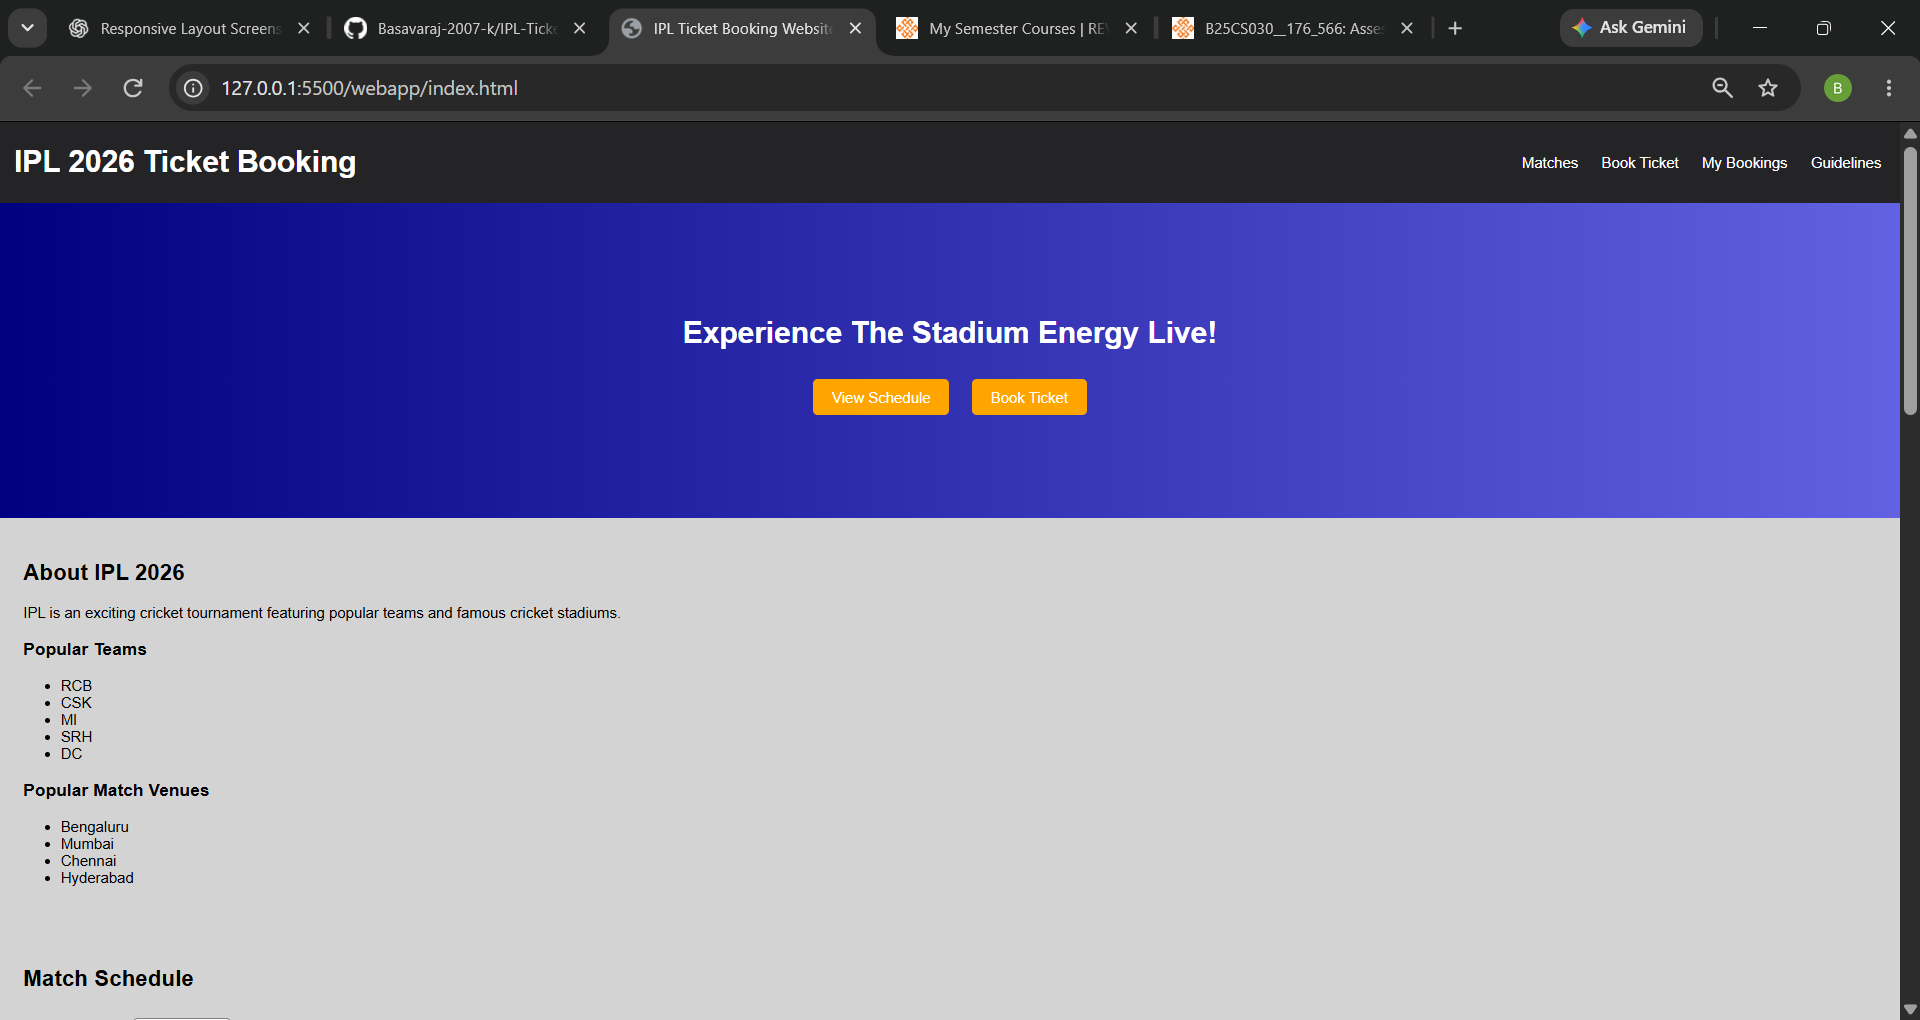 Responsive Layout Screens
Basavaraj-2007-k/IPL-Ticke
IPL Ticket Booking Website
My Semester Courses | RE
B25CS030__176_566: Asse
Ask Gemini
127.0.0.1:5500/webapp/index.html
B
IPL 2026 Ticket Booking
Matches
Book Ticket
My Bookings
Guidelines
Experience The Stadium Energy Live!
View Schedule
Book Ticket
About IPL 2026
IPL is an exciting cricket tournament featuring popular teams and famous cricket stadiums.
Popular Teams
RCB
CSK
MI
SRH
DC
Popular Match Venues
Bengaluru
Mumbai
Chennai
Hyderabad
Match Schedule